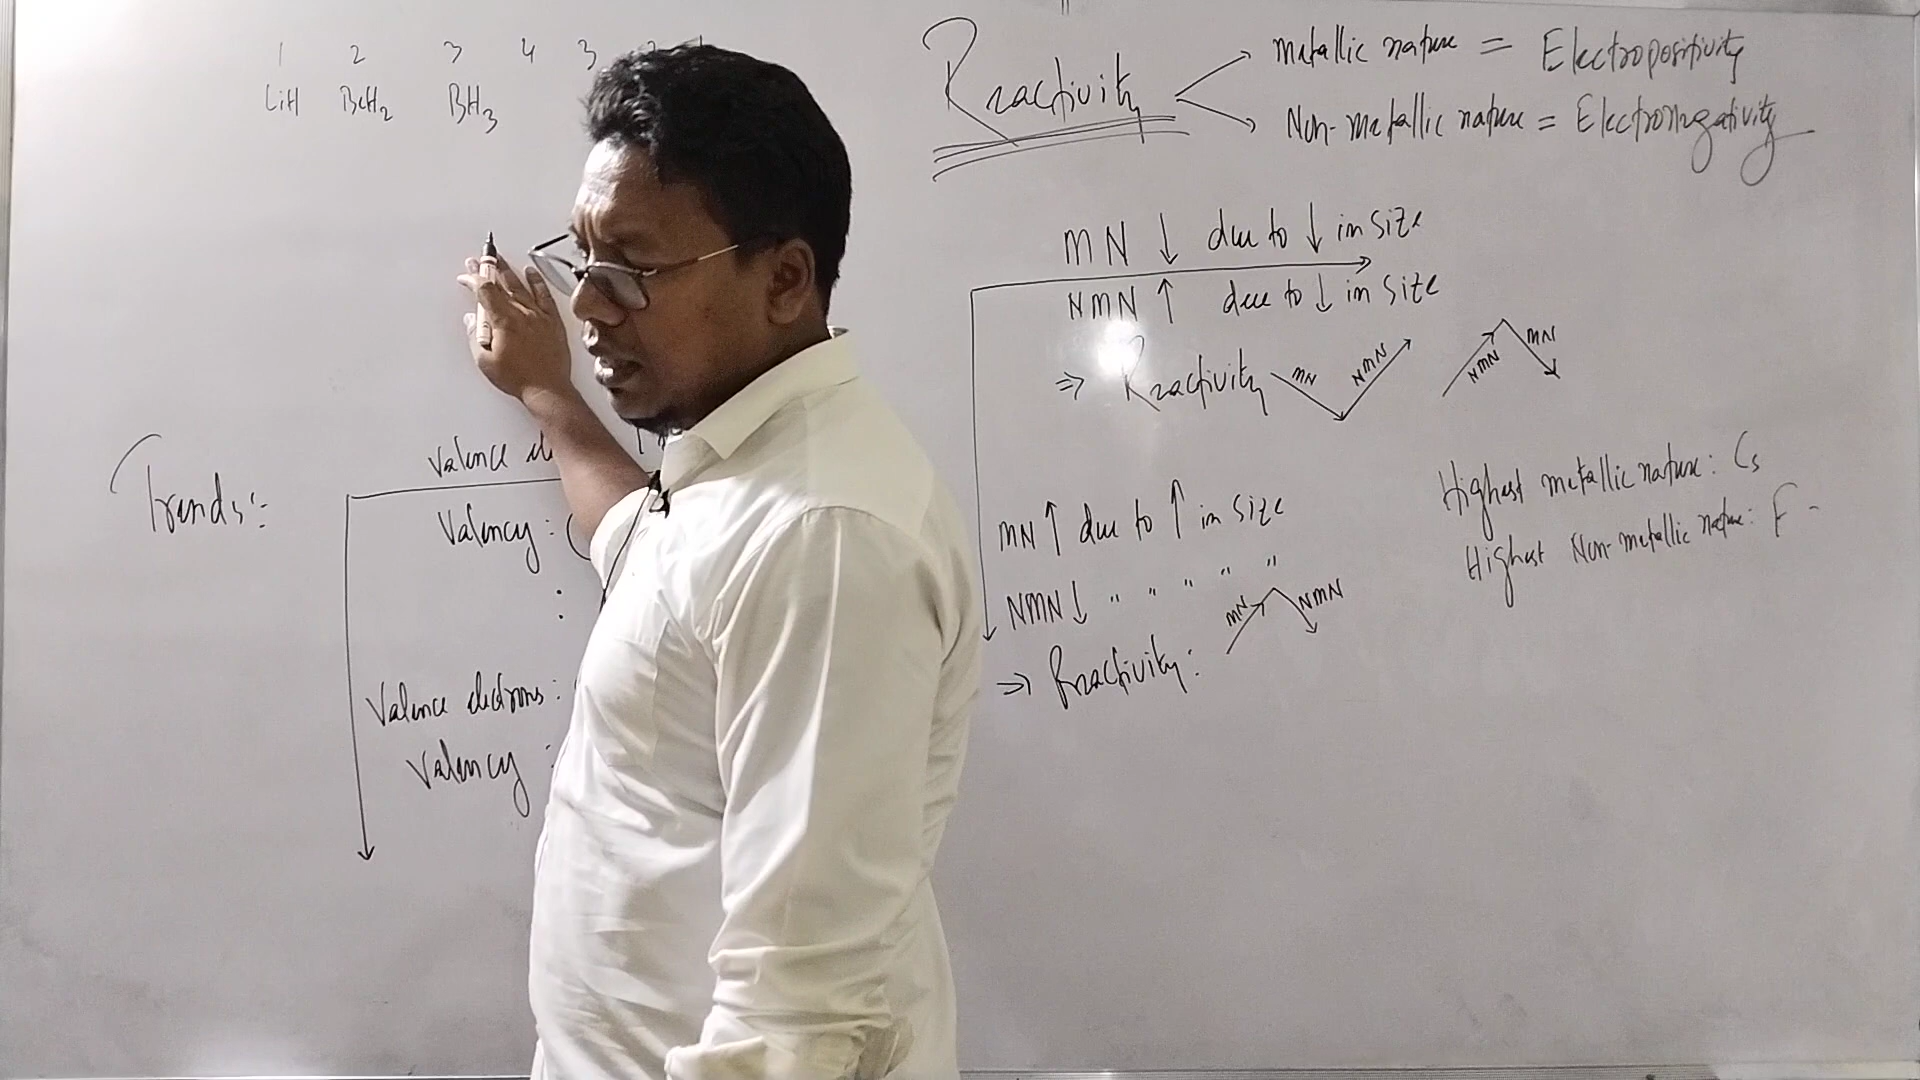 1 2 3 4 3
LiH BeH2 BH3
Trends:
Valence
Valency : (
:
Valence electrons :
Valency :
Reactivity
Metallic nature = Electropositivity
Non-metallic nature = Electronegativity
MN ↓ due to ↓ in size
NMN ↑ due to ↓ in size
⇒ Reactivity MN NMN NMN MN
MN ↑ due to ↑ in size
NMN ↓ " " " "
⇒ Reactivity : MN NMN
Highest metallic nature : Cs
Highest Non-metallic nature : F -